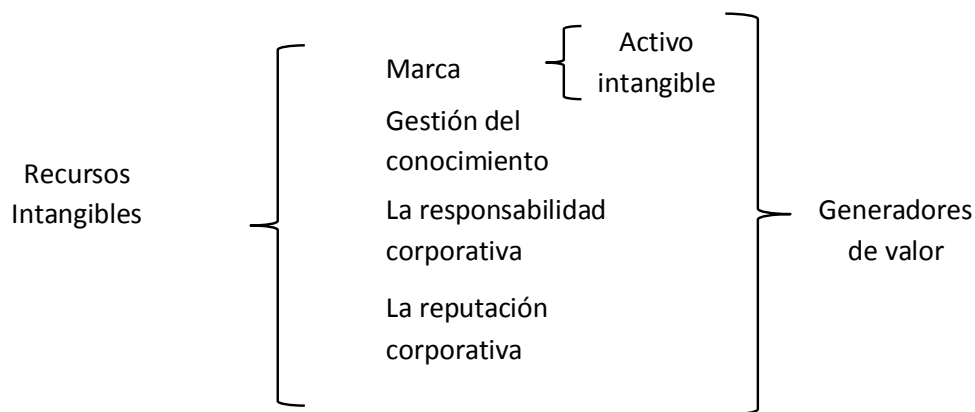 Recursos
Intangibles
Marca
Activo
intangible
Gestión del
conocimiento
La responsabilidad
corporativa
La reputación
corporativa
Generadores
de valor